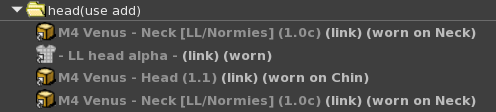 head(use add)
M4 Venus - Neck [LL/Normies] (1.0c) (link) (worn on Neck)
- LL head alpha - (link) (worn)
M4 Venus - Head (1.1) (link) (worn on Chin)
M4 Venus - Neck [LL/Normies] (1.0c) (link) (worn on Neck)